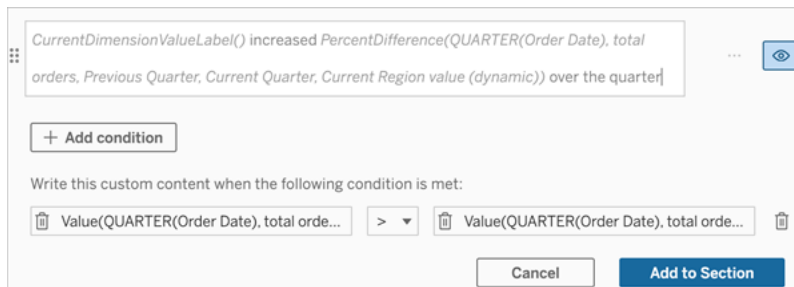 CurrentDimensionValueLabel() increased PercentDifference(QUARTER(Order Date), total
orders, Previous Quarter, Current Quarter, Current Region value (dynamic)) over the quarter
+ Add condition
Write this custom content when the following condition is met:
Value(QUARTER(Order Date), total orde... > Value(QUARTER(Order Date), total orde...
Cancel Add to Section